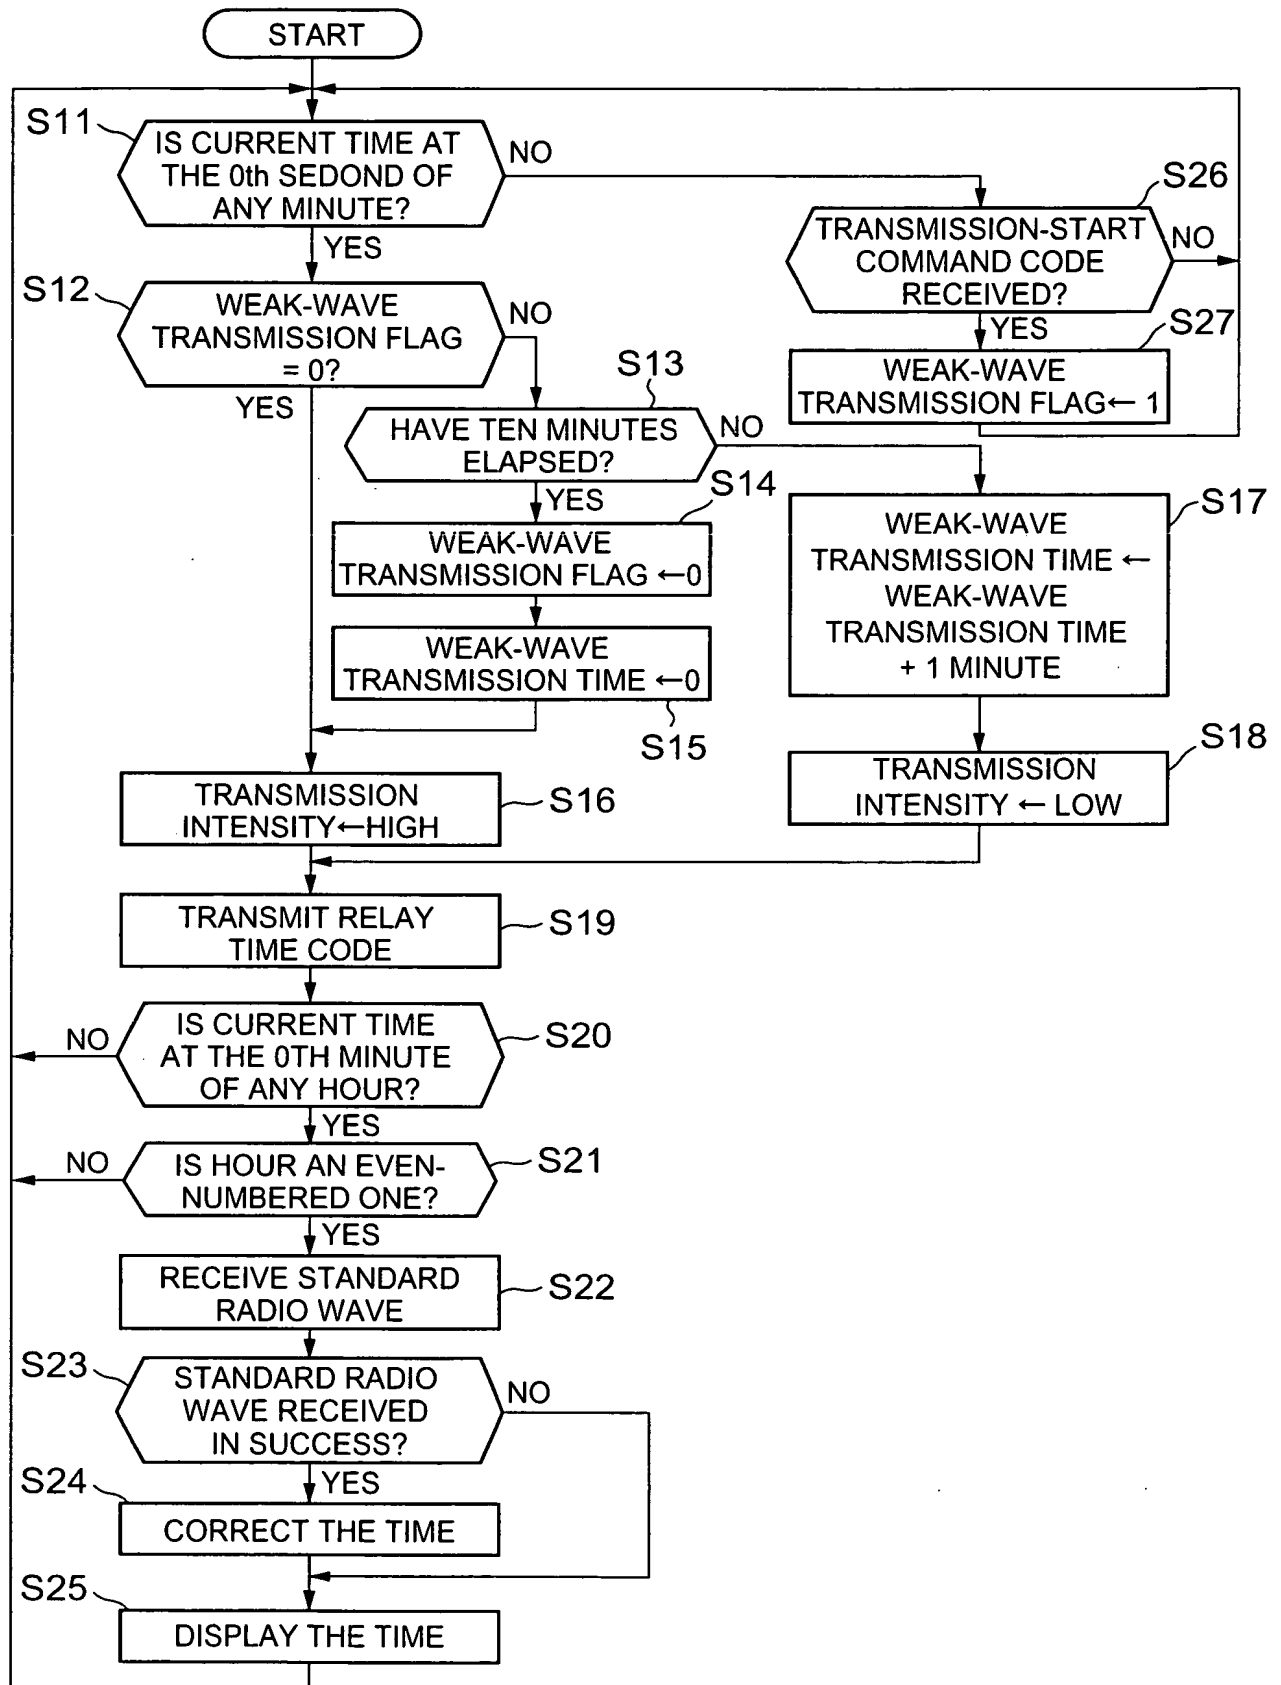 START
S11
IS CURRENT TIME AT
THE 0th SEDOND OF
ANY MINUTE?
NO
YES
S26
TRANSMISSION-START
COMMAND CODE
RECEIVED?
NO
YES
S27
WEAK-WAVE
TRANSMISSION FLAG← 1
S12
WEAK-WAVE
TRANSMISSION FLAG
= 0?
NO
YES
S13
HAVE TEN MINUTES
ELAPSED?
NO
YES
S14
WEAK-WAVE
TRANSMISSION FLAG ←0
WEAK-WAVE
TRANSMISSION TIME ←0
S15
S17
WEAK-WAVE
TRANSMISSION TIME ←
WEAK-WAVE
TRANSMISSION TIME
+ 1 MINUTE
S18
TRANSMISSION
INTENSITY ← LOW
TRANSMISSION
INTENSITY←HIGH
S16
TRANSMIT RELAY
TIME CODE
S19
IS CURRENT TIME
AT THE 0TH MINUTE
OF ANY HOUR?
S20
NO
YES
IS HOUR AN EVEN-
NUMBERED ONE?
S21
NO
YES
RECEIVE STANDARD
RADIO WAVE
S22
S23
STANDARD RADIO
WAVE RECEIVED
IN SUCCESS?
NO
YES
S24
CORRECT THE TIME
S25
DISPLAY THE TIME